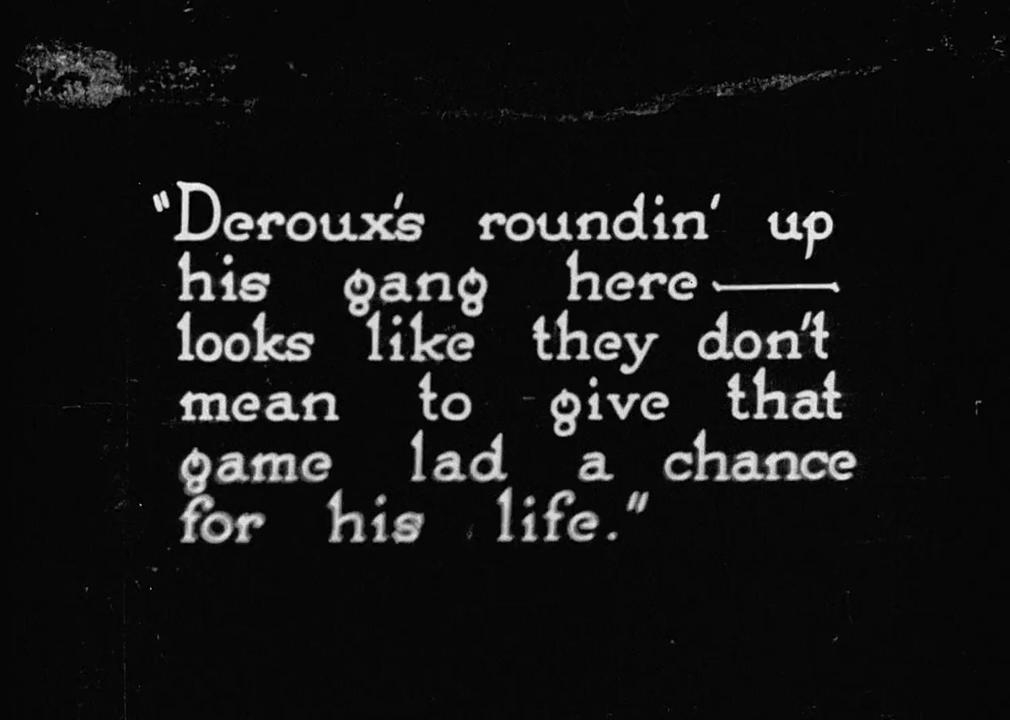 "Deroux's roundin' up
his gang here —
looks like they don't
mean to give that
game lad a chance
for his life."